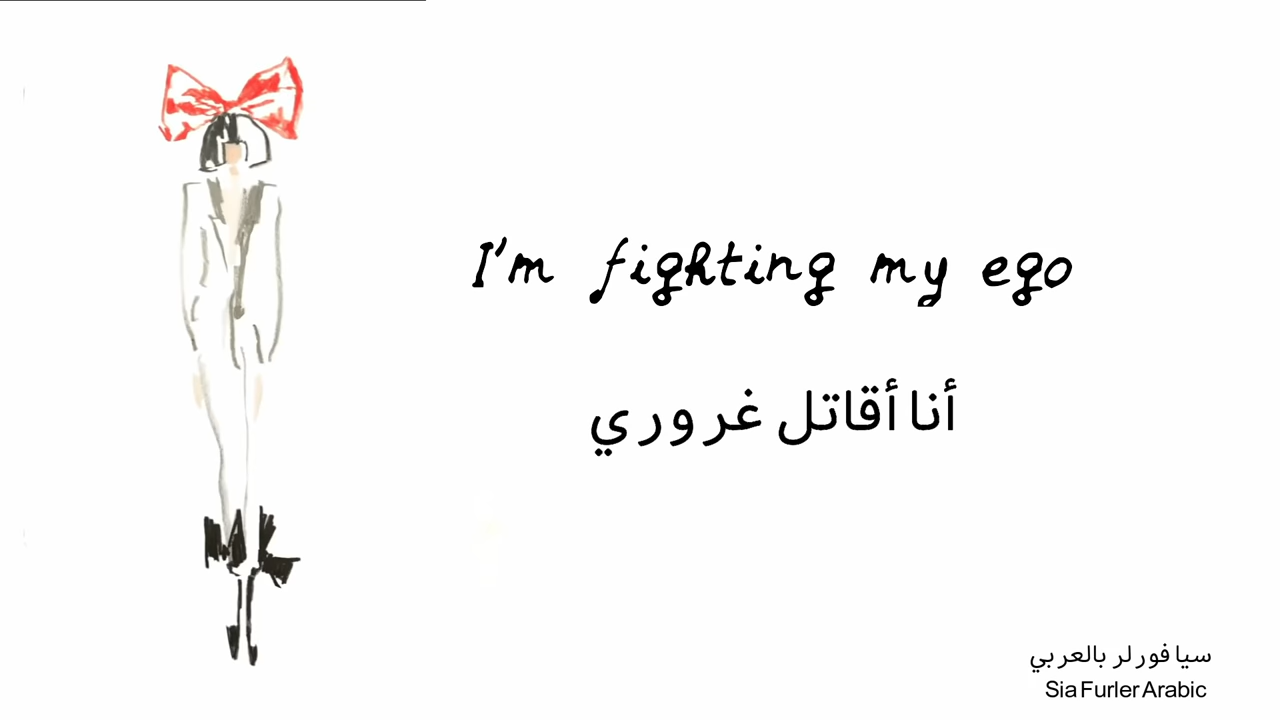 I'm fighting my ego
أنا أقاتل غروري
سيا فورلر بالعربي
Sia Furler Arabic